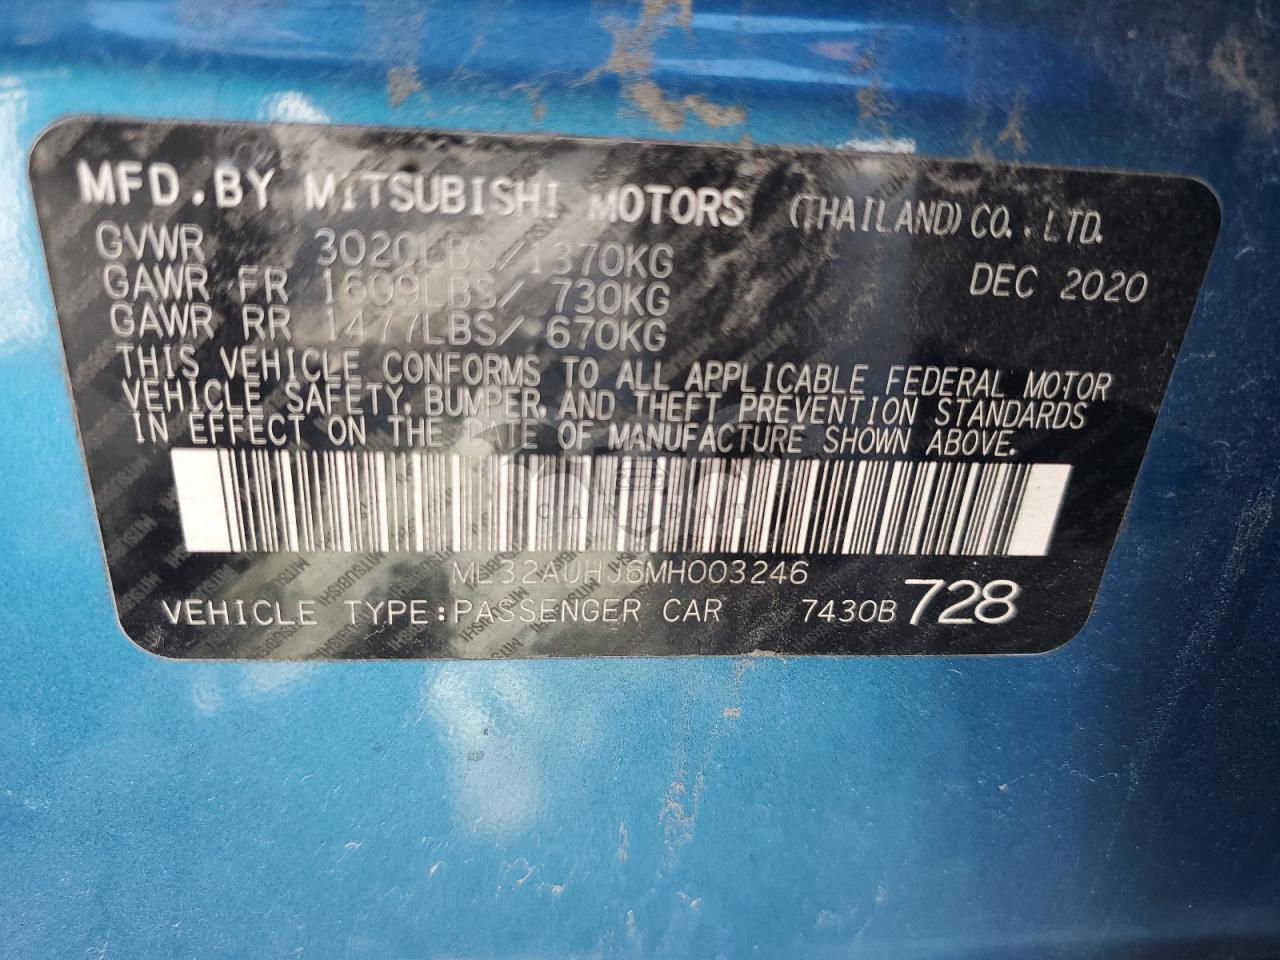 MFD.BY MITSUBISHI MOTORS (THAILAND)CO.,LTD.
GVWR 3020LBS/1370KG DEC 2020
GAWR FR 1609LBS/ 730KG
GAWR RR 1477LBS/ 670KG
THIS VEHICLE CONFORMS TO ALL APPLICABLE FEDERAL MOTOR
VEHICLE SAFETY, BUMPER, AND THEFT PREVENTION STANDARDS
IN EFFECT ON THE DATE OF MANUFACTURE SHOWN ABOVE.
ML32AUHJ6MH003246
VEHICLE TYPE:PASSENGER CAR 7430B 728